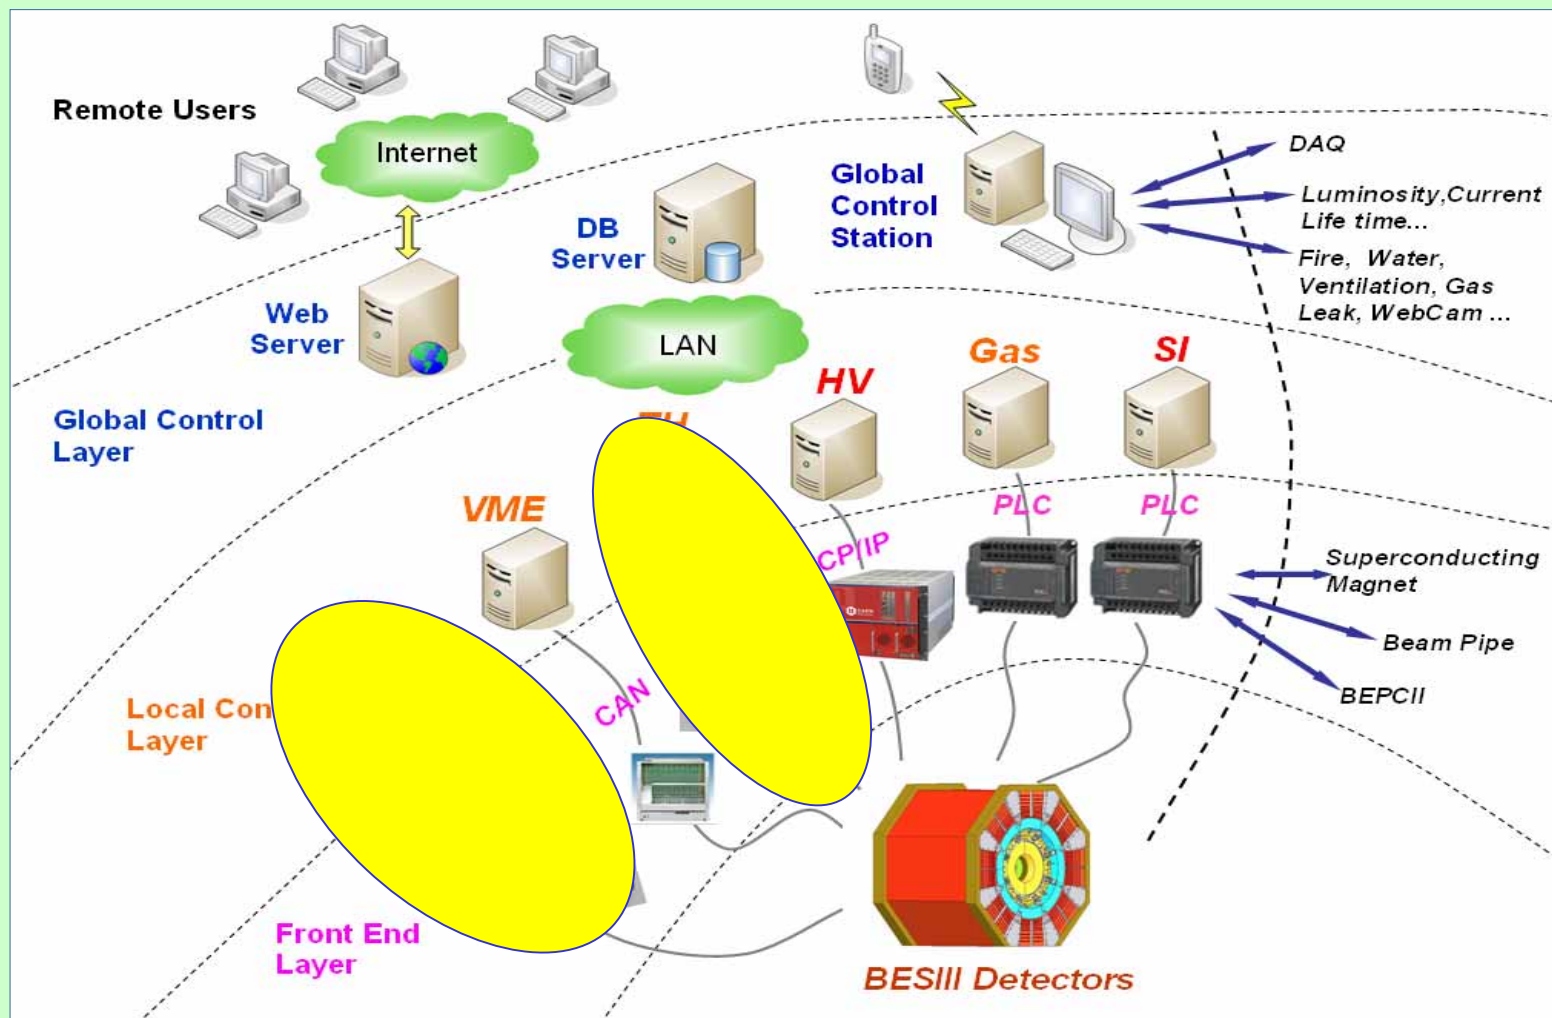 Remote Users
Internet
DB
Server
Web
Server
LAN
Global
Control
Station
DAQ
Luminosity,Current
Life time...
Fire, Water,
Ventilation, Gas
Leak, WebCam ...
Global Control
Layer
VME
HV
Gas
SI
PLC
PLC
CP/IP
CAN
Superconducting
Magnet
Beam Pipe
BEPCII
Local Con
Layer
Front End
Layer
BESIII Detectors